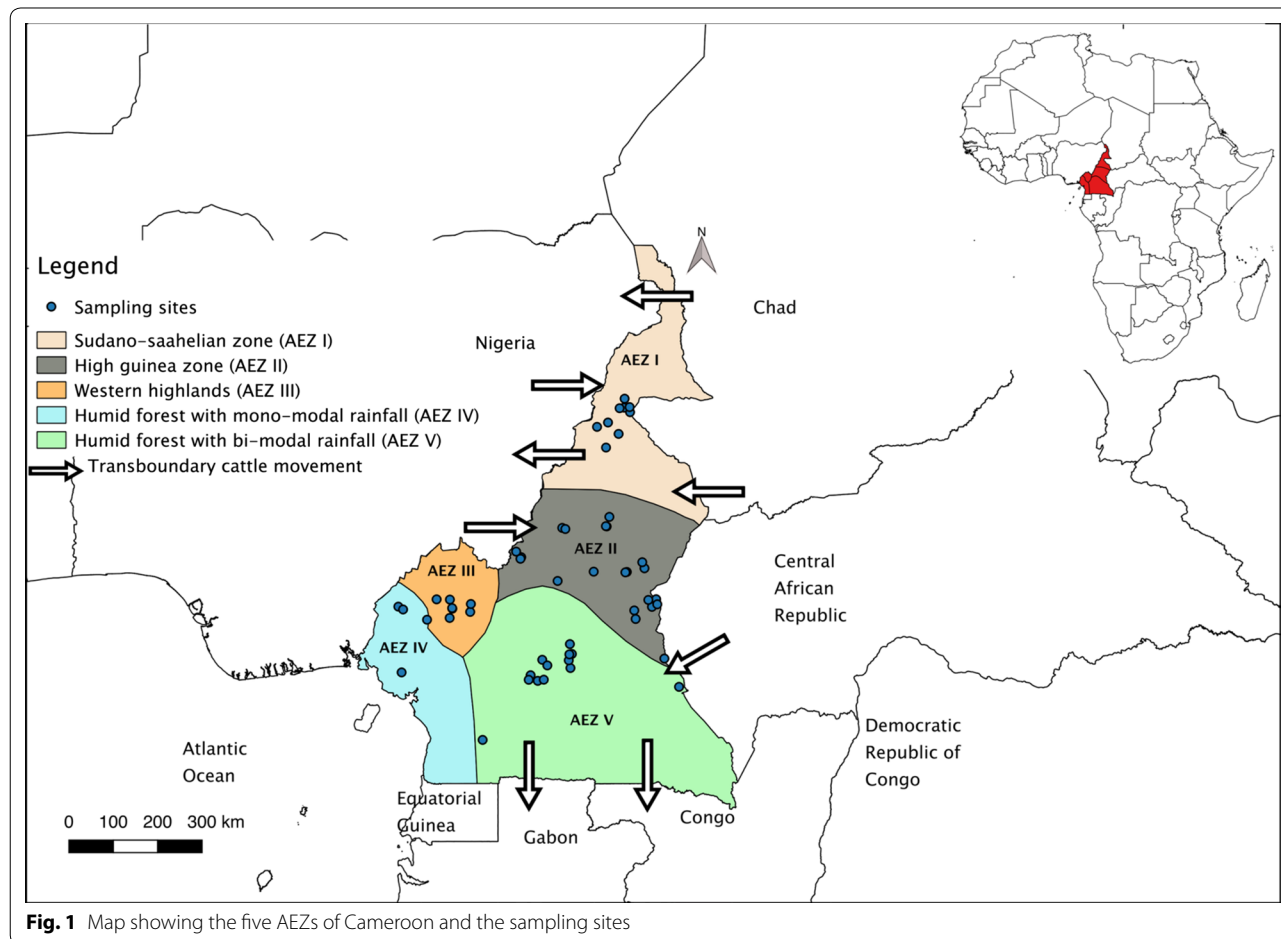 N
Legend
Sampling sites
Sudano-saahelian zone (AEZ I)
High guinea zone (AEZ II)
Western highlands (AEZ III)
Humid forest with mono-modal rainfall (AEZ IV)
Humid forest with bi-modal rainfall (AEZ V)
Transboundary cattle movement
Chad
Nigeria
AEZ I
AEZ II
AEZ III
AEZ IV
AEZ V
Central
African
Republic
Democratic
Republic of
Congo
Atlantic
Ocean
Equatorial
Guinea
Gabon
Congo
0 100 200 300 km
Fig. 1 Map showing the five AEZs of Cameroon and the sampling sites